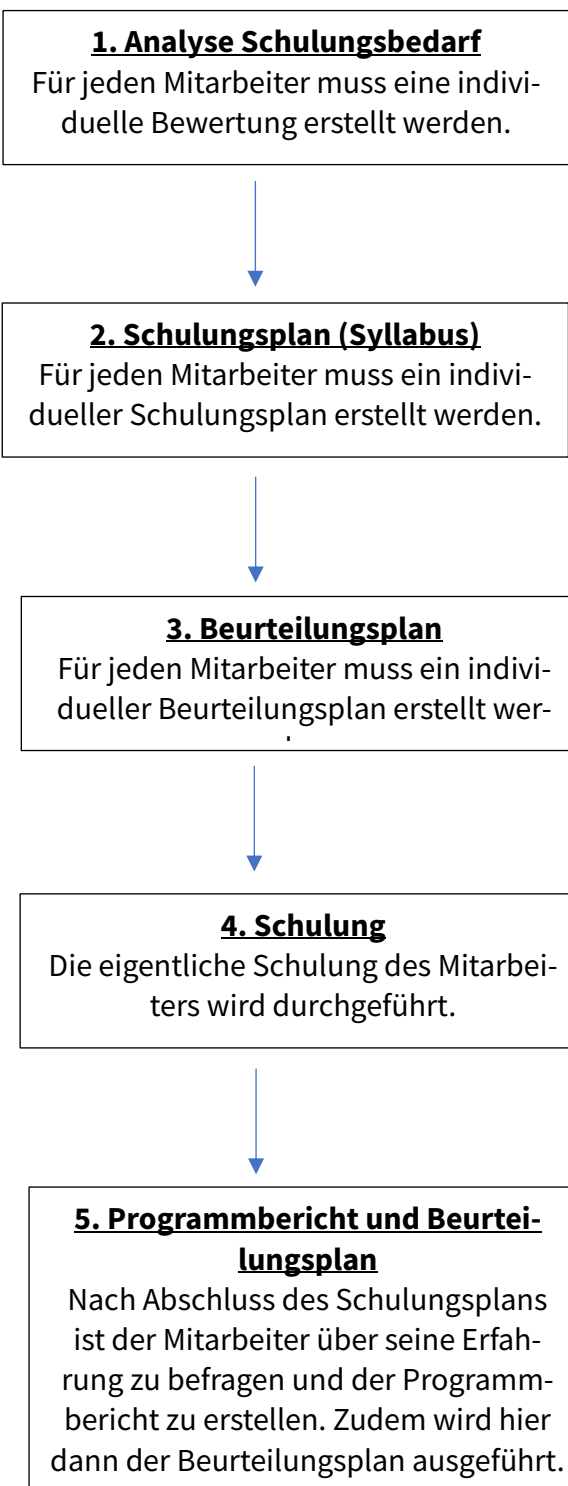 1. Analyse Schulungsbedarf
Für jeden Mitarbeiter muss eine indivi-
duelle Bewertung erstellt werden.
2. Schulungsplan (Syllabus)
Für jeden Mitarbeiter muss ein indivi-
dueller Schulungsplan erstellt werden.
3. Beurteilungsplan
Für jeden Mitarbeiter muss ein indivi-
dueller Beurteilungsplan erstellt wer-
4. Schulung
Die eigentliche Schulung des Mitarbei-
ters wird durchgeführt.
5. Programmbericht und Beurtei-
lungsplan
Nach Abschluss des Schulungsplans
ist der Mitarbeiter über seine Erfah-
rung zu befragen und der Programm-
bericht zu erstellen. Zudem wird hier
dann der Beurteilungsplan ausgeführt.